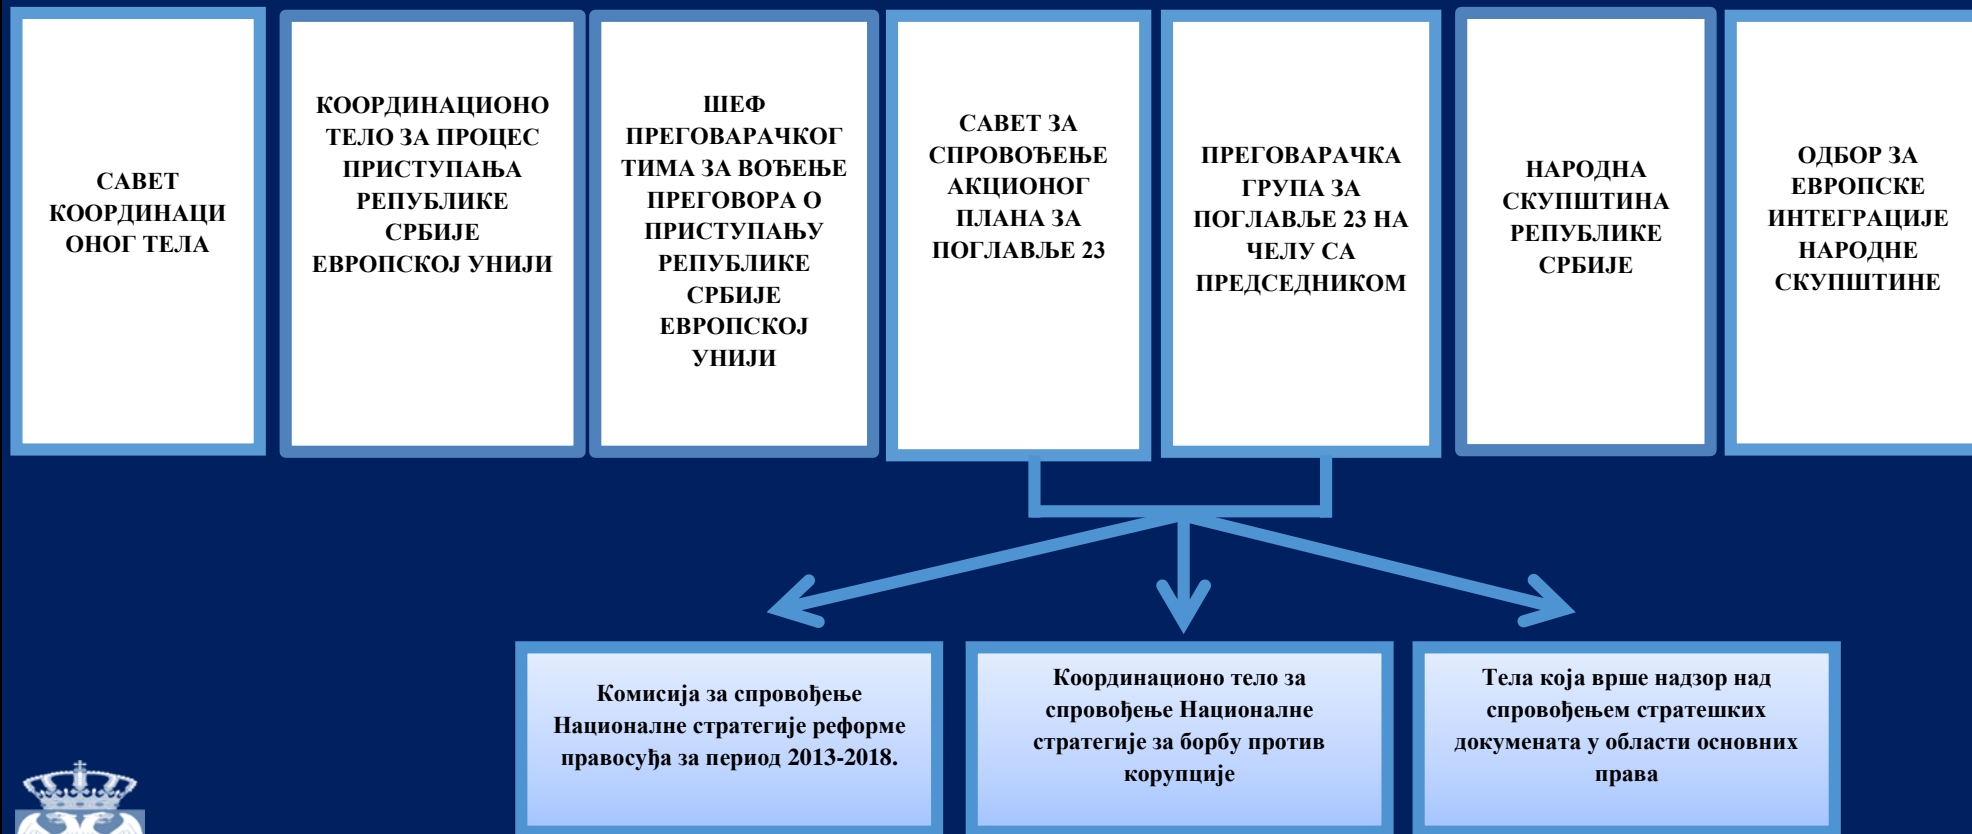 САВЕТ
КООРДИНАЦИ
ОНОГ ТЕЛА
КООРДИНАЦИОНО
ТЕЛО ЗА ПРОЦЕС
ПРИСТУПАЊА
РЕПУБЛИКЕ
СРБИЈЕ
ЕВРОПСКОЈ УНИЈИ
ШЕФ
ПРЕГОВАРАЧКОГ
ТИМА ЗА ВОЂЕЊЕ
ПРЕГОВОРА О
ПРИСТУПАЊУ
РЕПУБЛИКЕ
СРБИЈЕ
ЕВРОПСКОЈ
УНИЈИ
САВЕТ ЗА
СПРОВОЂЕЊЕ
АКЦИОНОГ
ПЛАНА ЗА
ПОГЛАВЉЕ 23
ПРЕГОВАРАЧКА
ГРУПА ЗА
ПОГЛАВЉЕ 23 НА
ЧЕЛУ СА
ПРЕДСЕДНИКОМ
НАРОДНА
СКУПШТИНА
РЕПУБЛИКЕ
СРБИЈЕ
ОДБОР ЗА
ЕВРОПСКЕ
ИНТЕГРАЦИЈЕ
НАРОДНЕ
СКУПШТИНЕ
Комисија за спровођење
Националне стратегије реформе
правосуђа за период 2013-2018.
Координационо тело за
спровођење Националне
стратегије за борбу против
корупције
Тела која врше надзор над
спровођењем стратешких
докумената у области основних
права